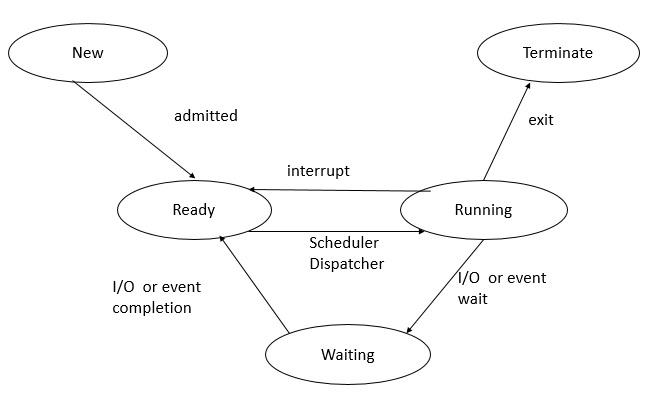 New
Terminate
admitted
exit
interrupt
Ready
Running
Scheduler
Dispatcher
I/O  or event
completion
I/O  or event
wait
Waiting